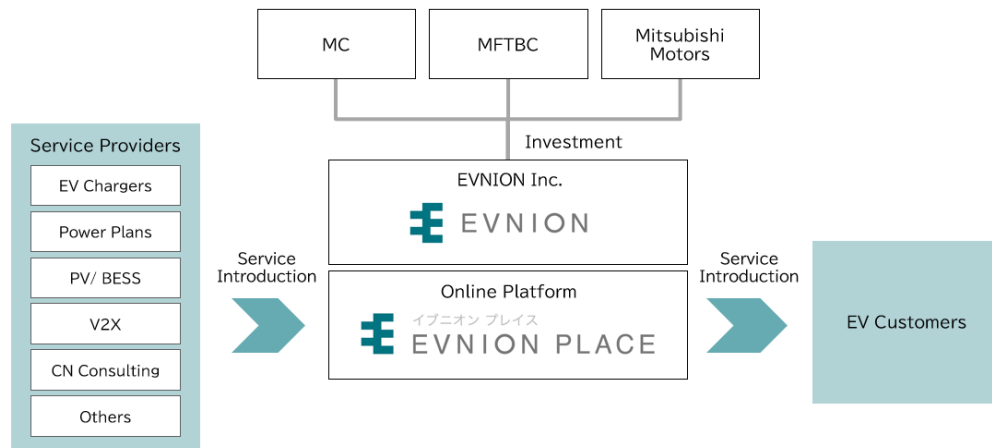 MC
MFTBC
Mitsubishi
Motors
Investment
Service Providers
EV Chargers
Power Plans
PV/ BESS
V2X
CN Consulting
Others
Service
Introduction
EVNION Inc.
EVNION
Online Platform
イブニオン プレイス
EVNION PLACE
Service
Introduction
EV Customers